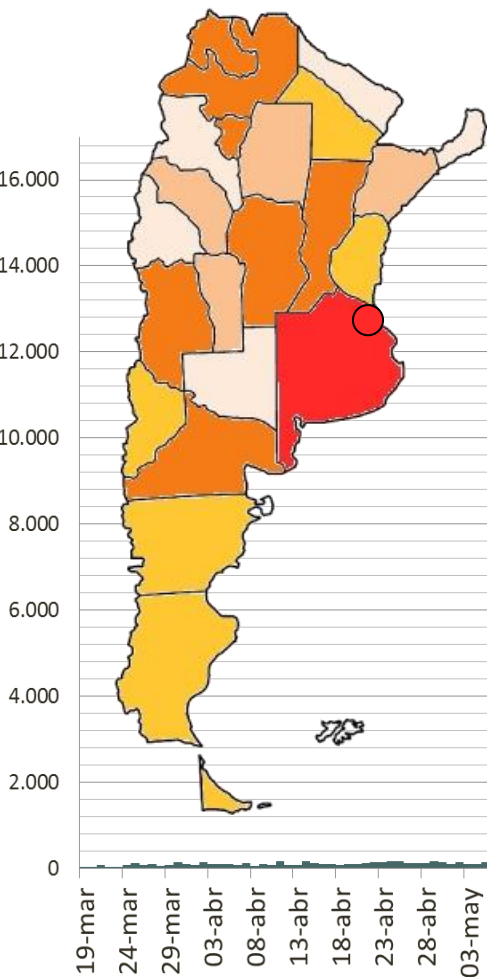 16.000
14.000
12.000
10.000
8.000
6.000
4.000
2.000
0
19-mar
24-mar
29-mar
03-abr
08-abr
13-abr
18-abr
23-abr
28-abr
03-may